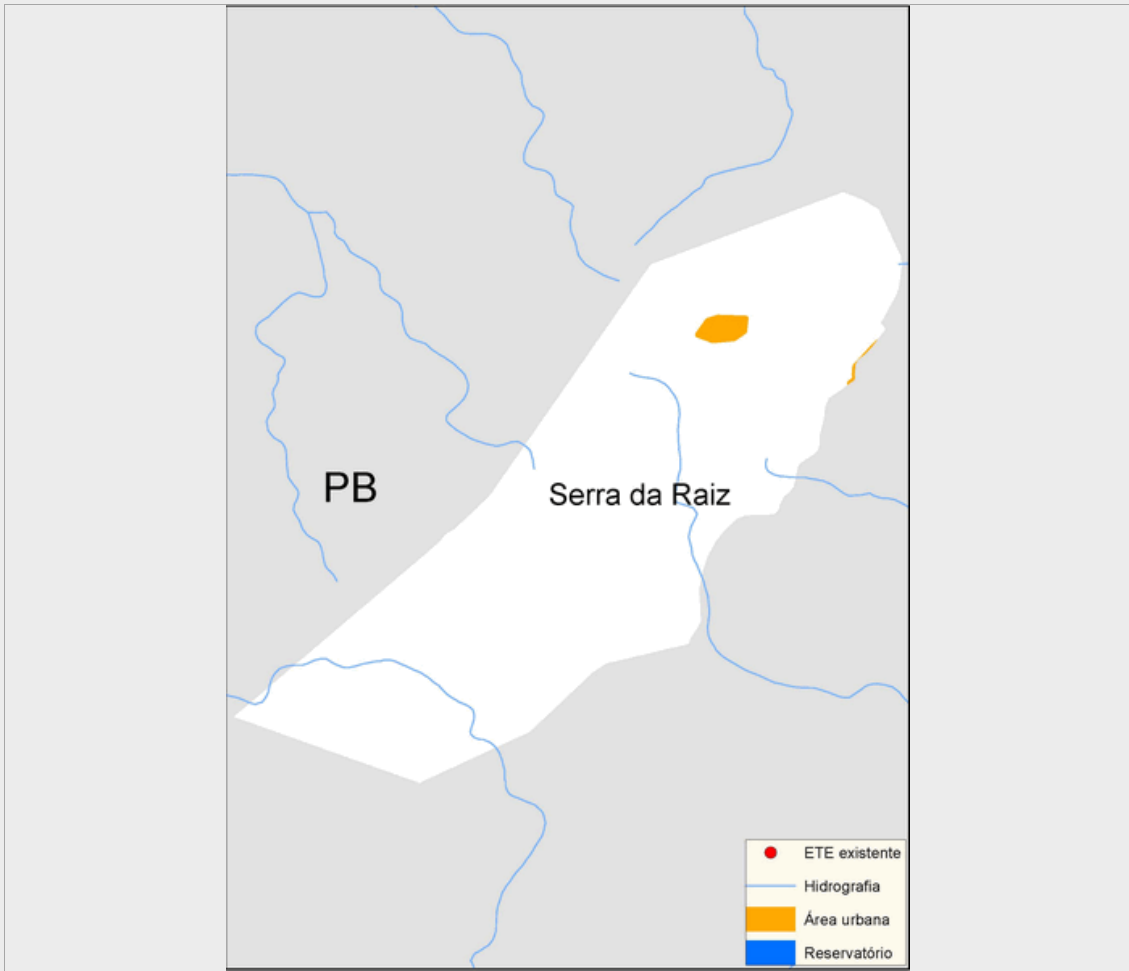 PB
Serra da Raiz
ETE existente
Hidrografia
Área urbana
Reservatório